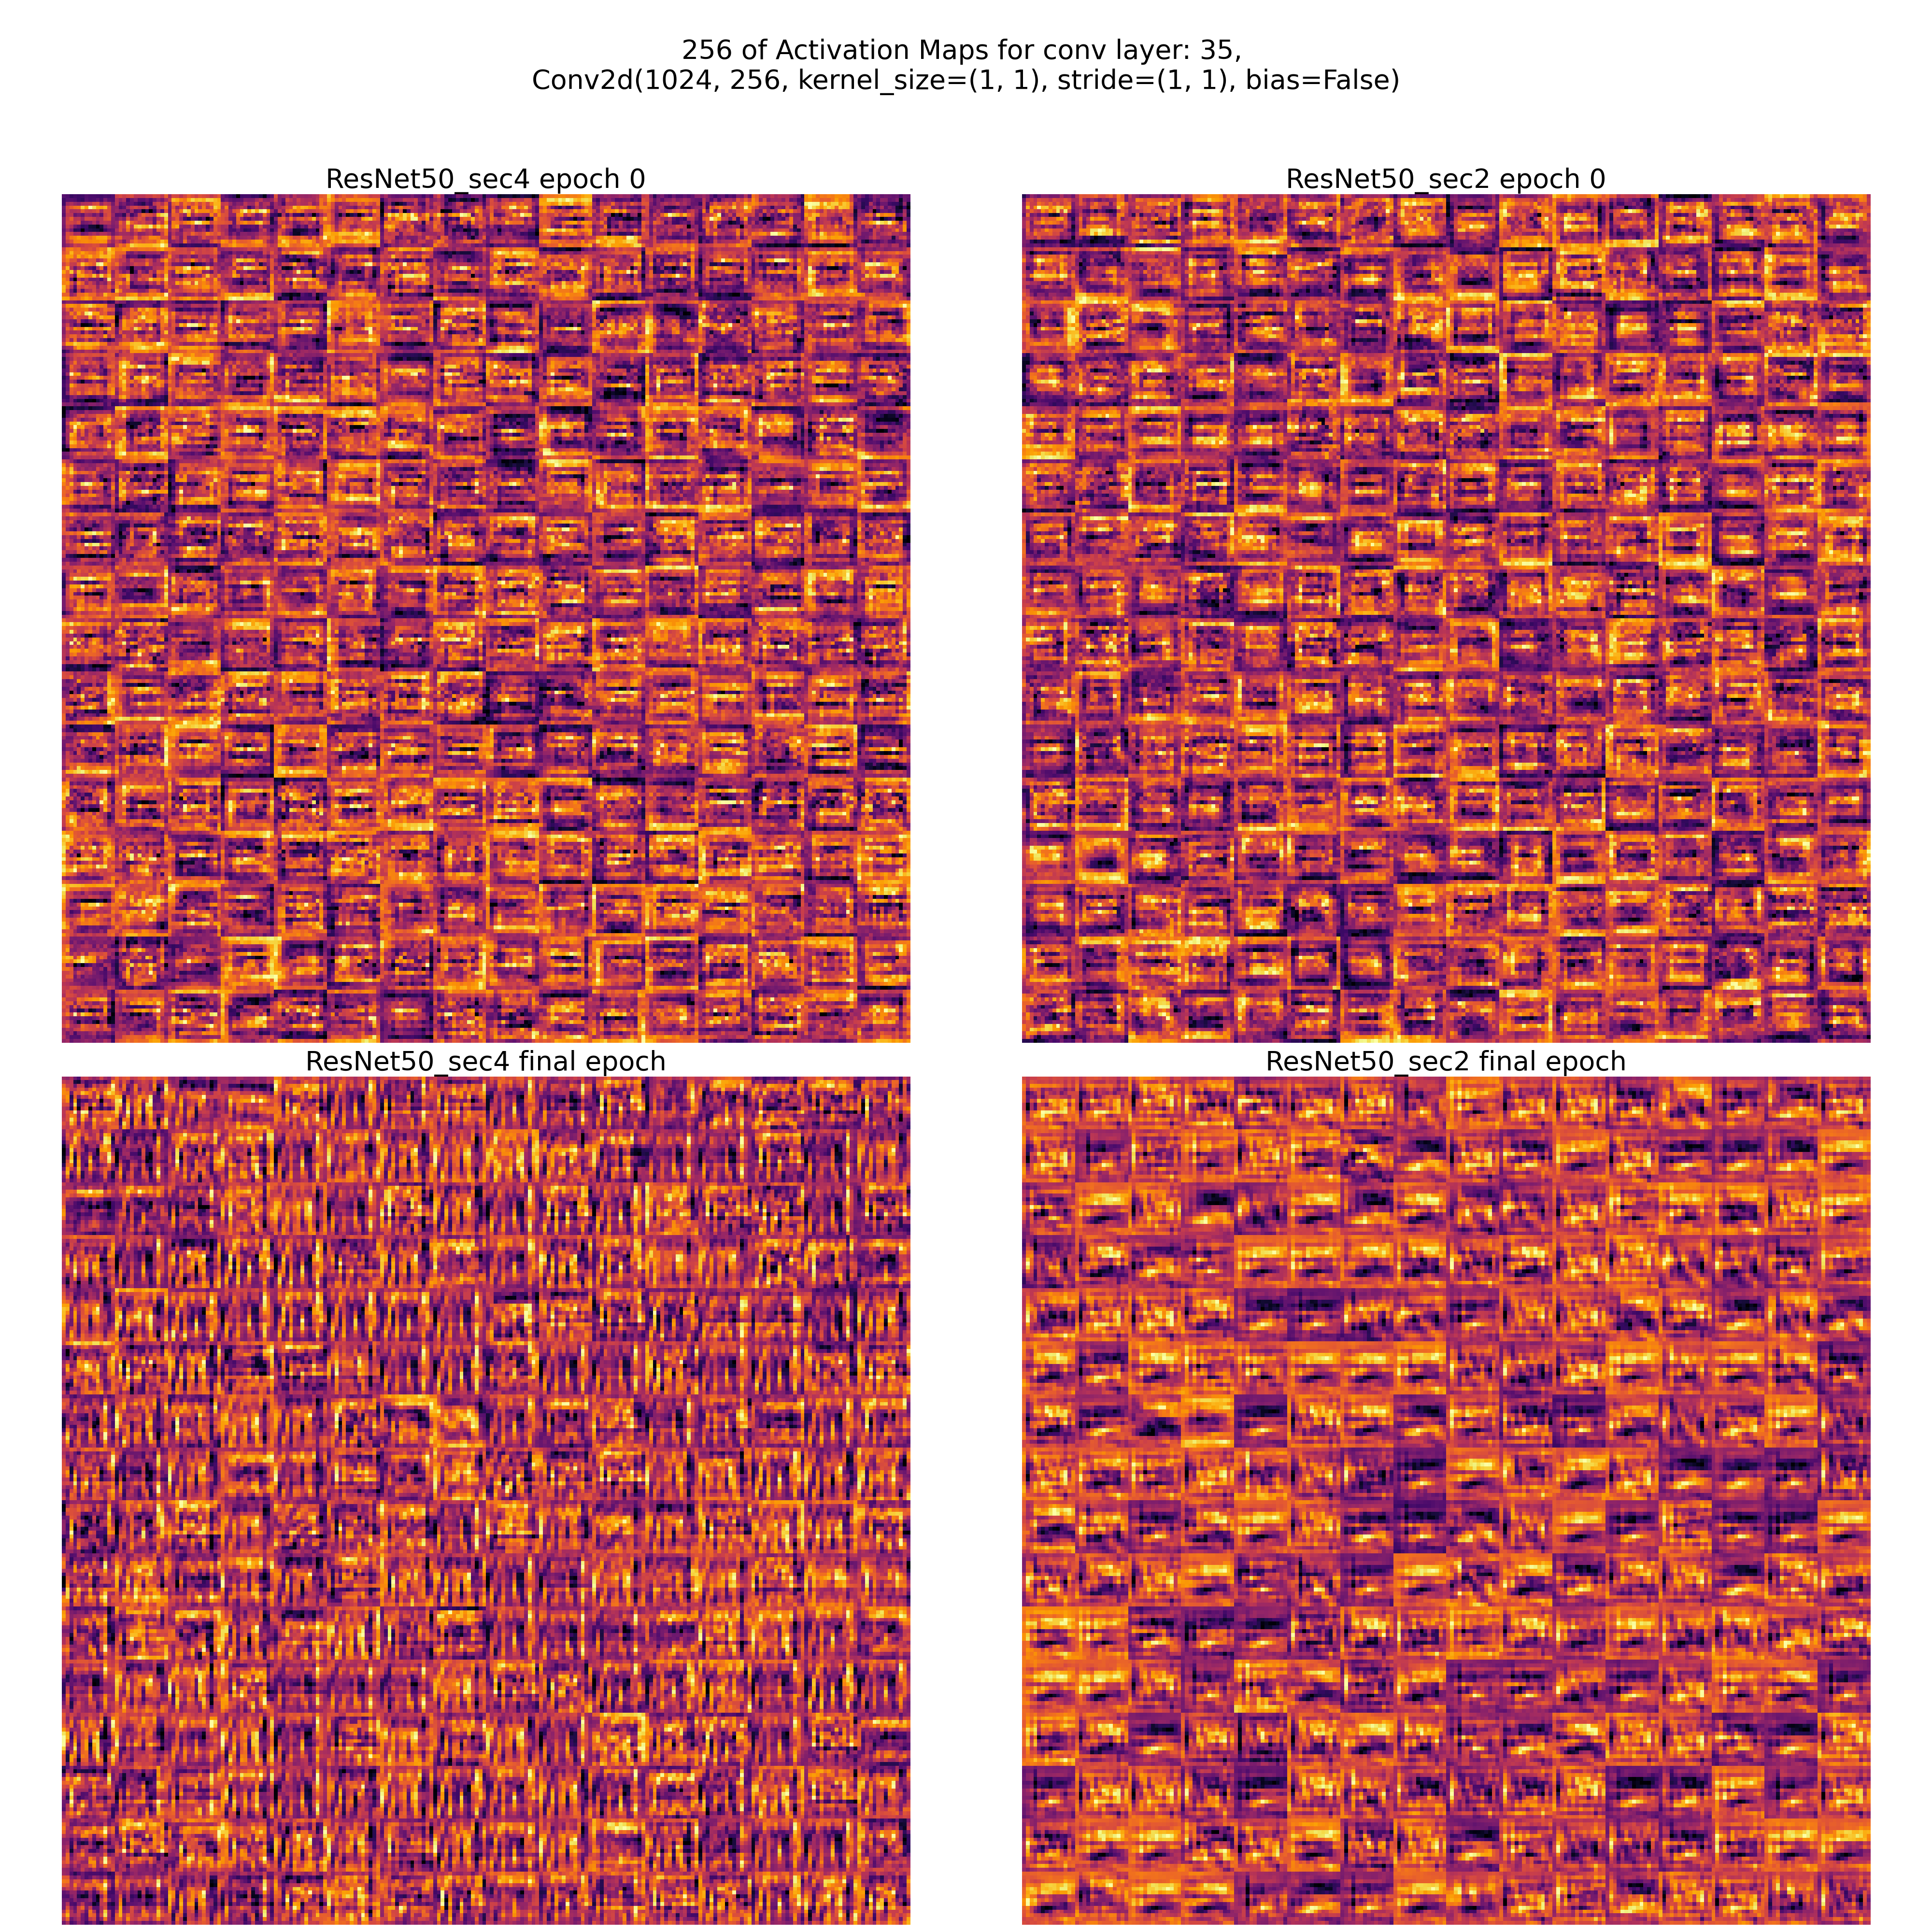 256 of Activation Maps for conv layer: 35,
Conv2d(1024, 256, kernel_size=(1, 1), stride=(1, 1), bias=False)
ResNet50_sec4 epoch 0
ResNet50_sec2 epoch 0
ResNet50_sec4 final epoch
ResNet50_sec2 final epoch